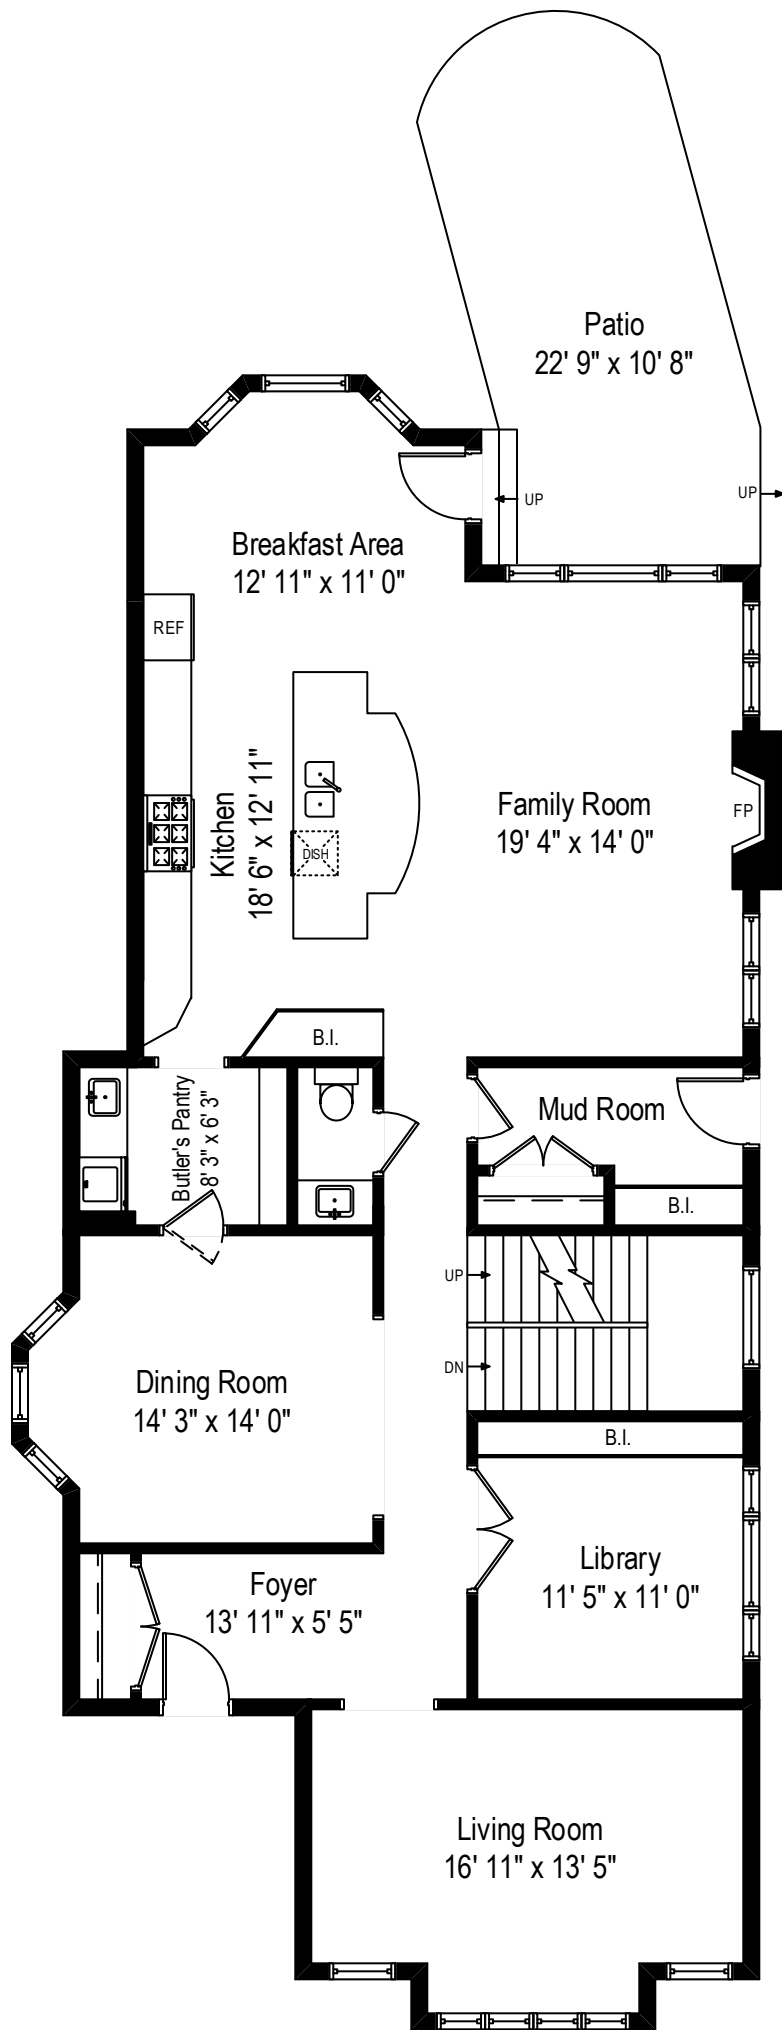 Patio
22' 9" x 10' 8"
UP
UP
Breakfast Area
12' 11" x 11' 0"
REF
Kitchen
18' 6" x 12' 11"
DISH
Family Room
19' 4" x 14' 0"
FP
B.I.
Butler's Pantry
8' 3" x 6' 3"
Mud Room
B.I.
UP
DN
Dining Room
14' 3" x 14' 0"
B.I.
Library
11' 5" x 11' 0"
Foyer
13' 11" x 5' 5"
Living Room
16' 11" x 13' 5"